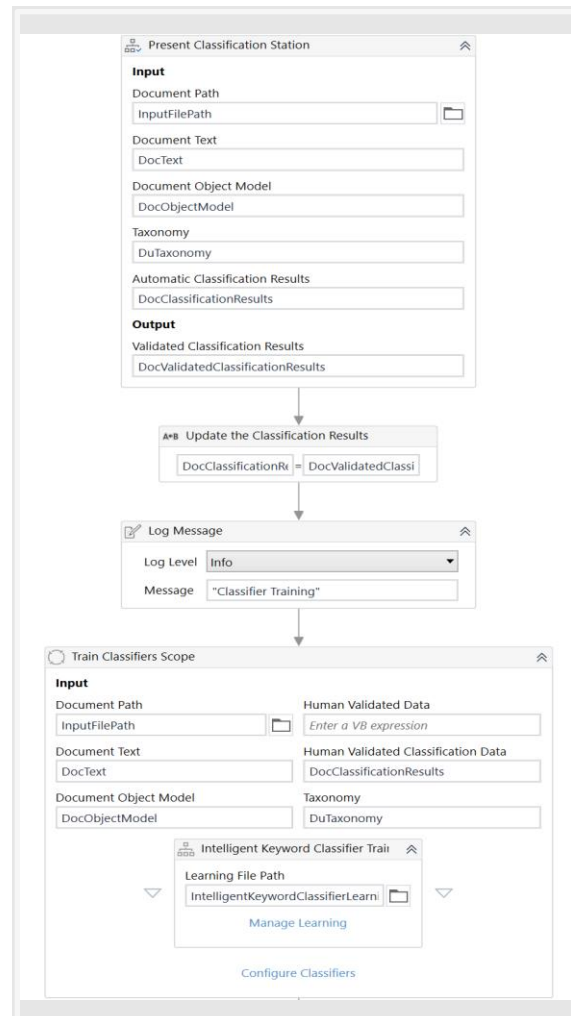 Present Classification Station
Input
Document Path
InputFilePath
Document Text
DocText
Document Object Model
DocObjectModel
Taxonomy
DuTaxonomy
Automatic Classification Results
DocClassificationResults
Output
Validated Classification Results
DocValidatedClassificationResults
A+B Update the Classification Results
DocClassificationRe = DocValidatedClassi
Log Message
Log Level Info
Message "Classifier Training"
Train Classifiers Scope
Input
Document Path Human Validated Data
InputFilePath Enter a VB expression
Document Text Human Validated Classification Data
DocText DocClassificationResults
Document Object Model Taxonomy
DocObjectModel DuTaxonomy
Intelligent Keyword Classifier Train
Learning File Path
IntelligentKeywordClassifierLearni
Manage Learning
Configure Classifiers